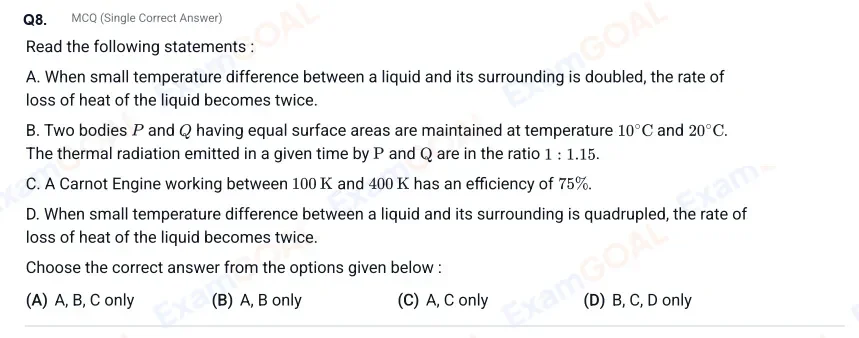 Q8. MCQ (Single Correct Answer)
Read the following statements :
A. When small temperature difference between a liquid and its surrounding is doubled, the rate of
loss of heat of the liquid becomes twice.
B. Two bodies P and Q having equal surface areas are maintained at temperature 10°C and 20°C.
The thermal radiation emitted in a given time by P and Q are in the ratio 1 : 1.15.
C. A Carnot Engine working between 100 K and 400 K has an efficiency of 75%.
D. When small temperature difference between a liquid and its surrounding is quadrupled, the rate of
loss of heat of the liquid becomes twice.
Choose the correct answer from the options given below :
(A) A, B, C only (B) A, B only (C) A, C only (D) B, C, D only
ExamGOAL